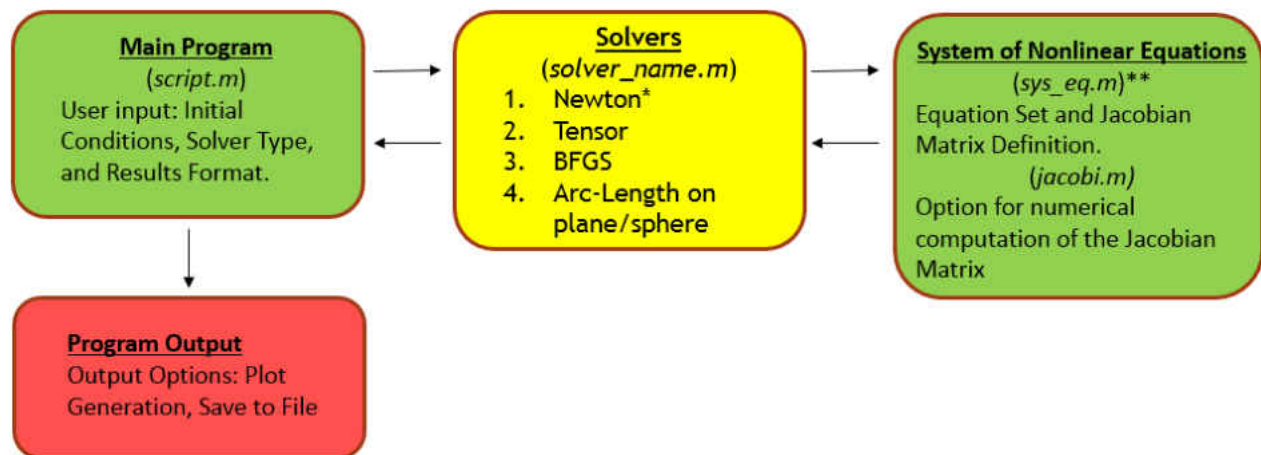 Main Program
(script.m)
User input: Initial
Conditions, Solver Type,
and Results Format.
Solvers
(solver_name.m)
1. Newton*
2. Tensor
3. BFGS
4. Arc-Length on
plane/sphere
System of Nonlinear Equations
(sys_eq.m)**
Equation Set and Jacobian
Matrix Definition.
(jacobi.m)
Option for numerical
computation of the Jacobian
Matrix
Program Output
Output Options: Plot
Generation, Save to File